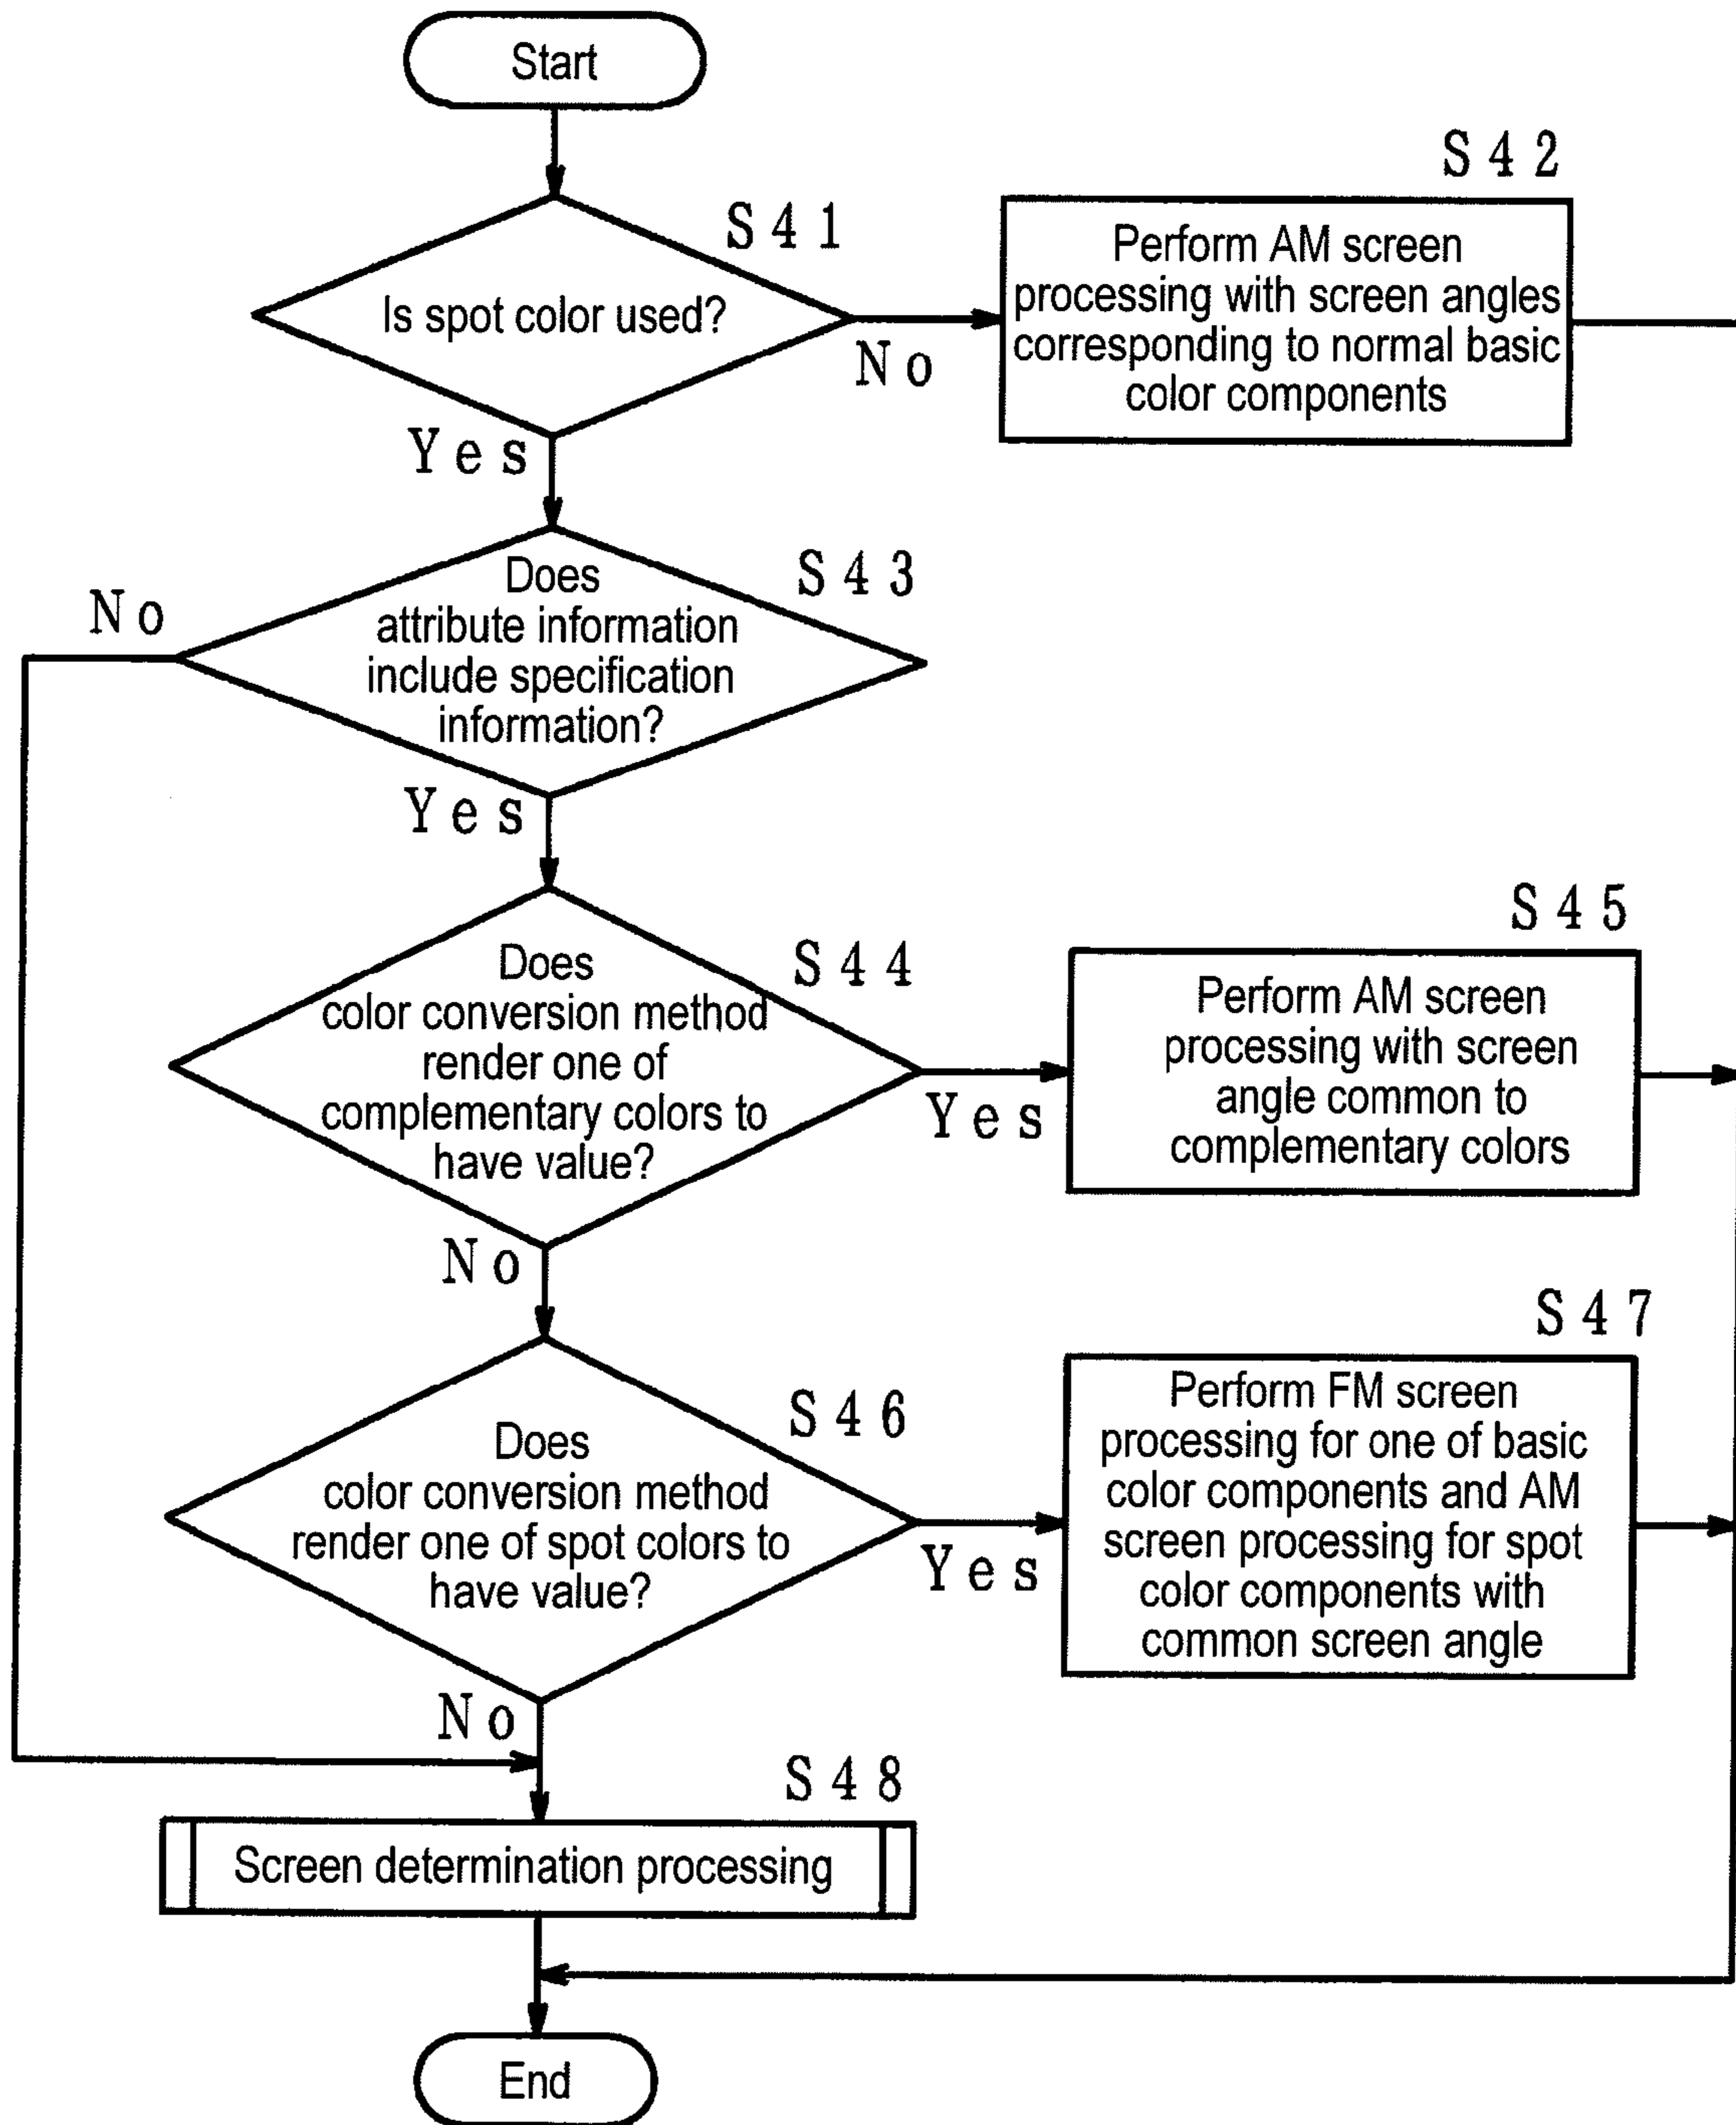 Start
S41
Is spot color used?
No
Yes
S42
Perform AM screen
processing with screen angles
corresponding to normal basic
color components
S43
Does
attribute information
include specification
information?
No
Yes
S44
Does
color conversion method
render one of
complementary colors to
have value?
Yes
No
S45
Perform AM screen
processing with screen
angle common to
complementary colors
S46
Does
color conversion method
render one of spot colors to
have value?
Yes
No
S47
Perform FM screen
processing for one of basic
color components and AM
screen processing for spot
color components with
common screen angle
S48
Screen determination processing
End